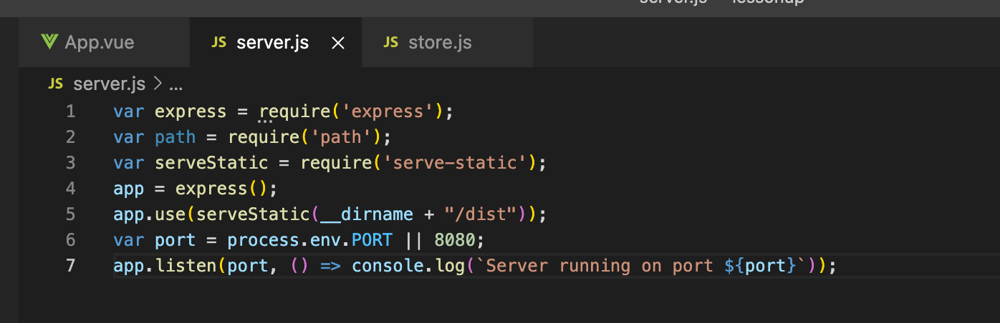 server.js — lessonup
App.vue JS server.js × JS store.js
JS server.js > ...
1 var express = require('express');
2 var path = require('path');
3 var serveStatic = require('serve-static');
4 app = express();
5 app.use(serveStatic(__dirname + "/dist"));
6 var port = process.env.PORT || 8080;
7 app.listen(port, () => console.log(`Server running on port ${port}`));